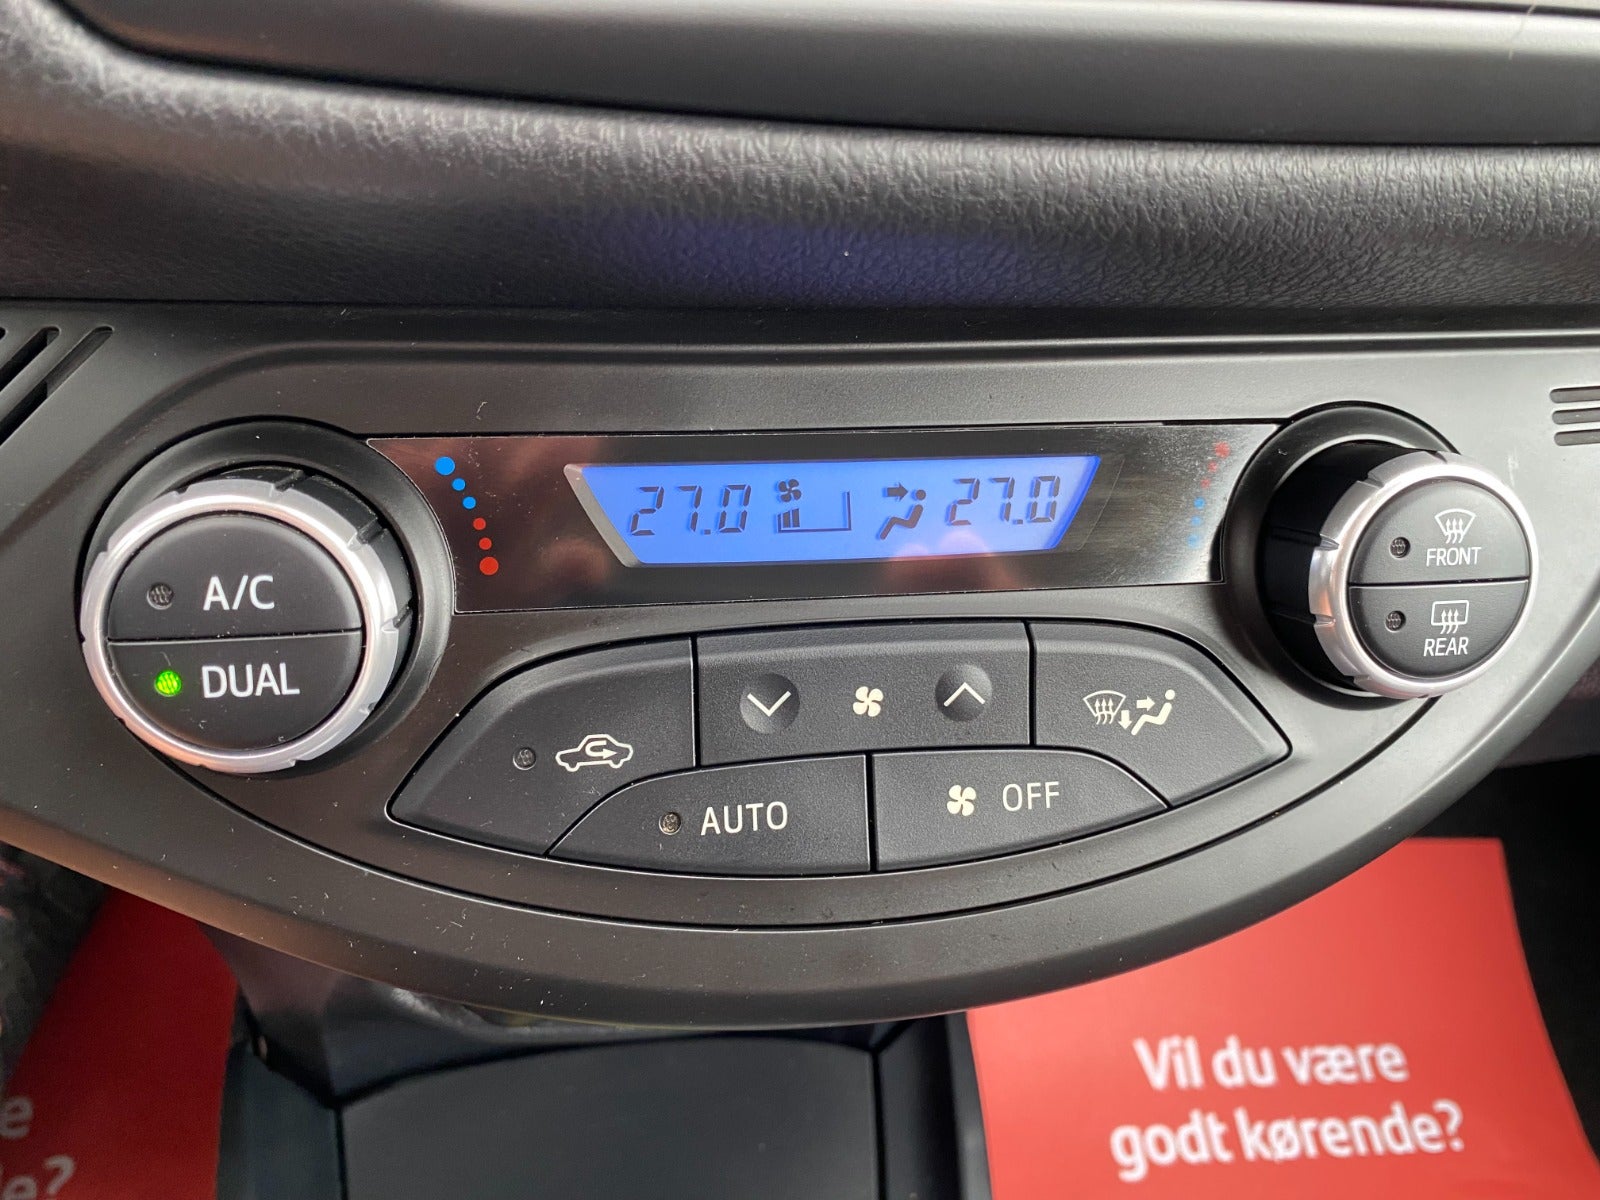 27.0 27.0
A/C
DUAL
FRONT
REAR
AUTO
OFF
Vil du være
godt kørende?